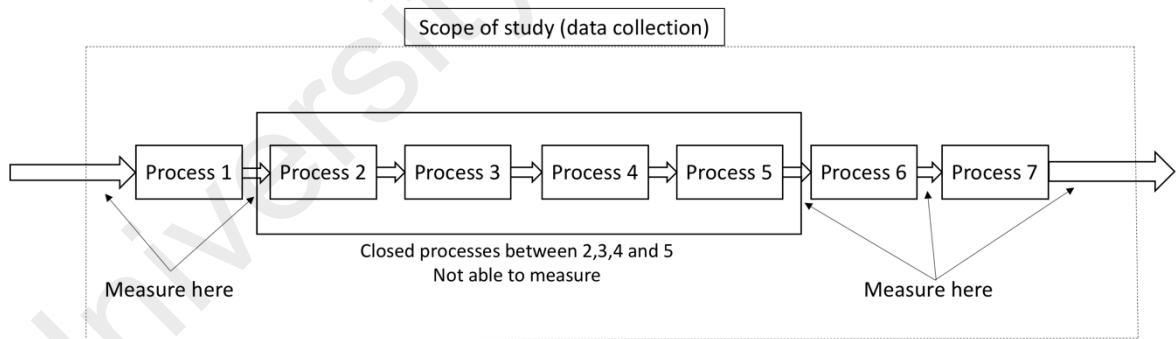 Scope of study (data collection)
Process 1
Process 2
Process 3
Process 4
Process 5
Process 6
Process 7
Closed processes between 2,3,4 and 5
Not able to measure
Measure here
Measure here
University